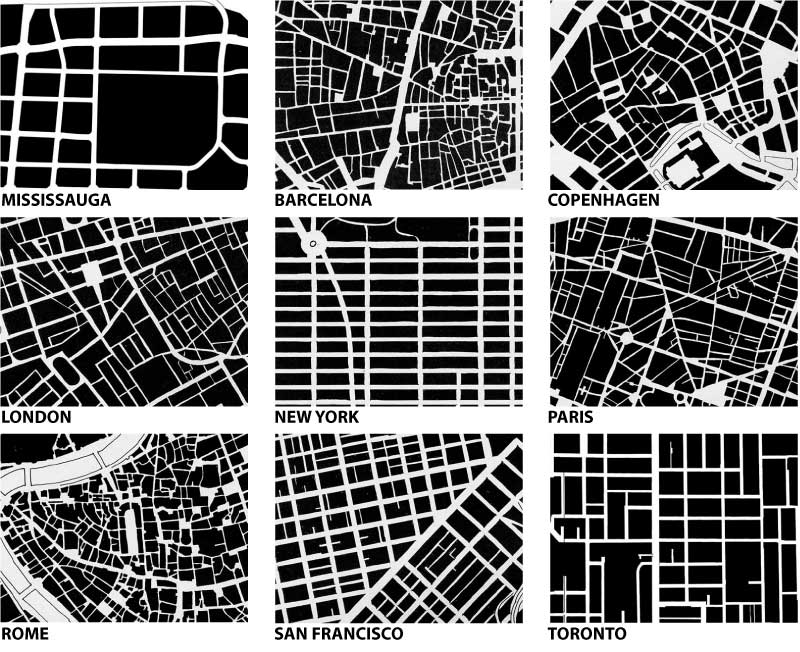 MISSISSAUGA
BARCELONA
COPENHAGEN
LONDON
NEW YORK
PARIS
ROME
SAN FRANCISCO
TORONTO